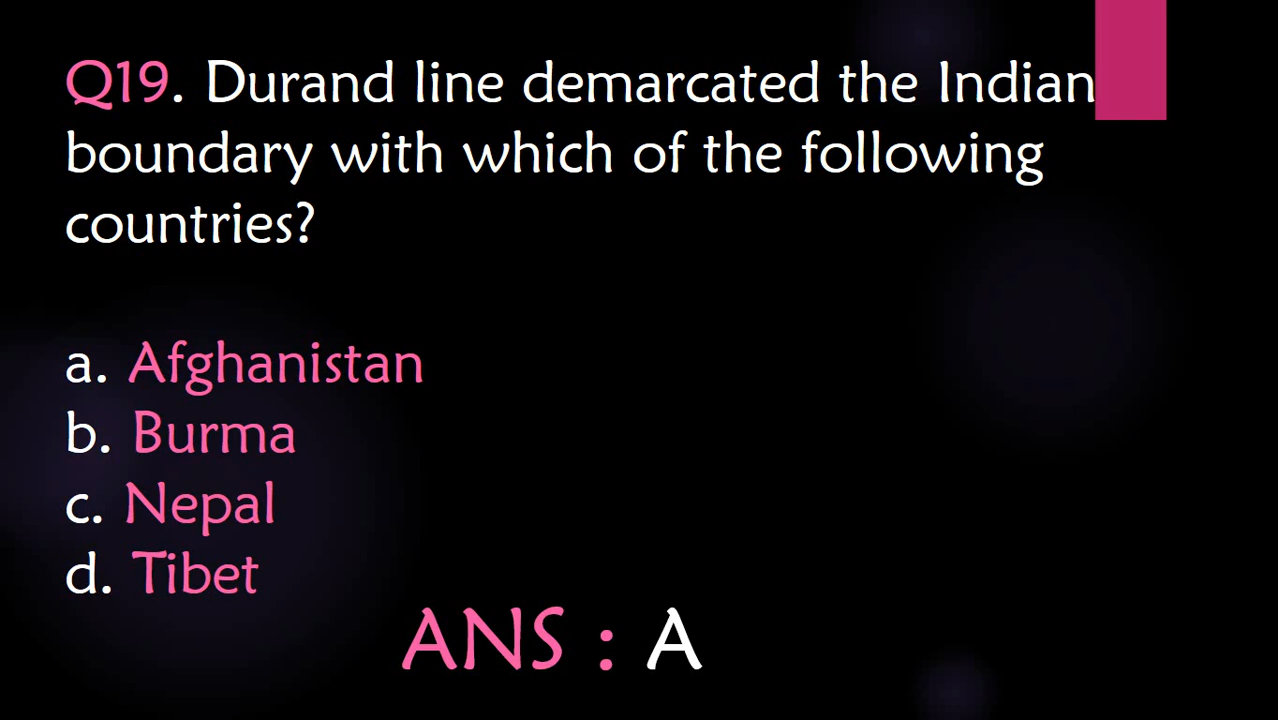 Q19. Durand line demarcated the Indian
boundary with which of the following
countries?
a. Afghanistan
b. Burma
c. Nepal
d. Tibet
ANS : A